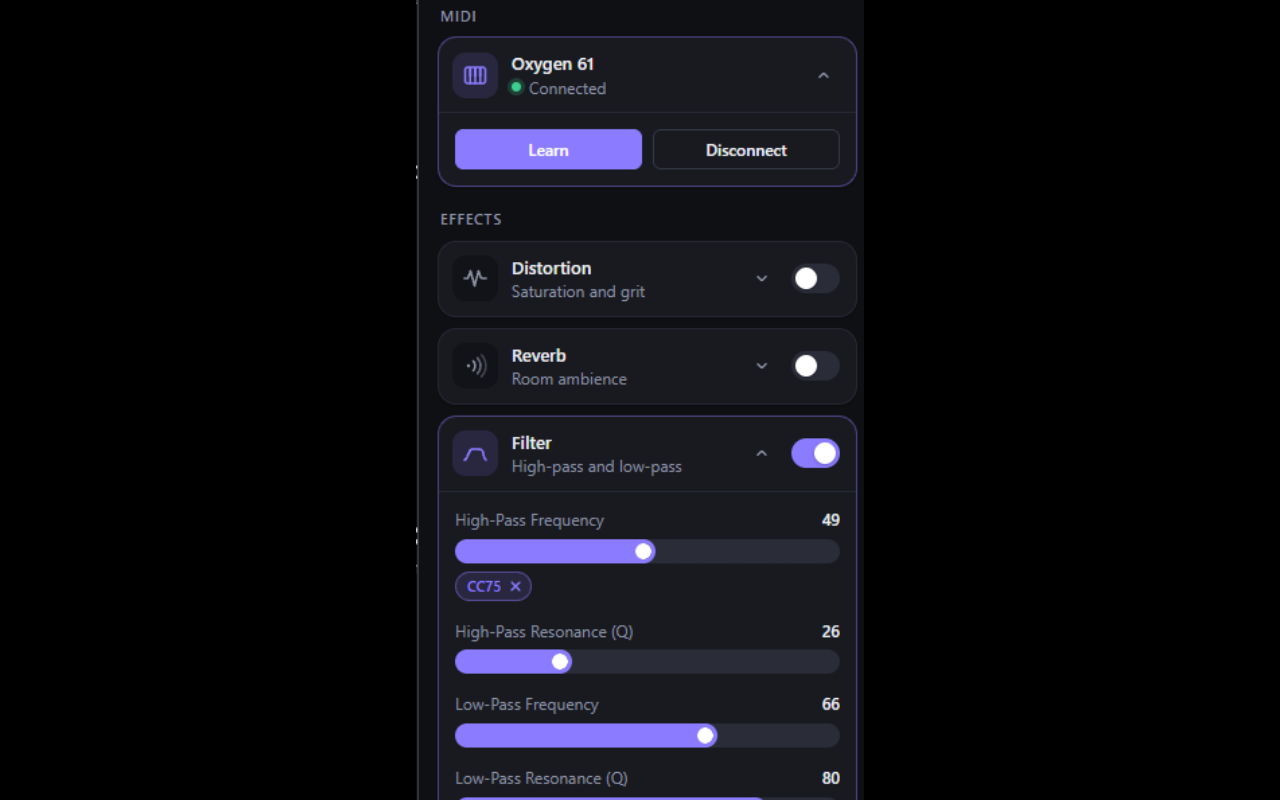 MIDI
Oxygen 61
Connected
Learn
Disconnect
EFFECTS
Distortion
Saturation and grit
Reverb
Room ambience
Filter
High-pass and low-pass
High-Pass Frequency 49
CC75 ✕
High-Pass Resonance (Q) 26
Low-Pass Frequency 66
Low-Pass Resonance (Q) 80